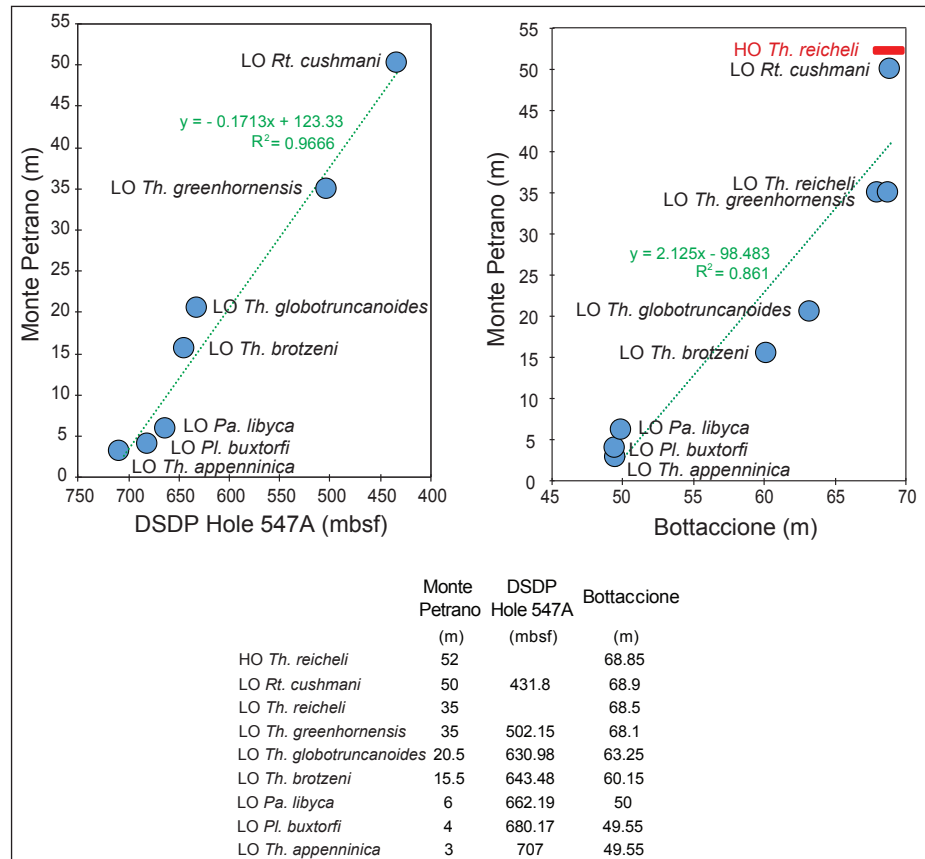 55
50
45
40
35
30
25
20
15
10
5
0
Monte Petrano (m)
LO Rt. cushmani
y = - 0.1713x + 123.33
R² = 0.9666
LO Th. greenhornensis
LO Th. globotruncanoides
LO Th. brotzeni
LO Pa. libyca
LO Pl. buxtorfi
LO Th. appenninica
750 700 650 600 550 500 450 400
DSDP Hole 547A (mbsf)
55
50
45
40
35
30
25
20
15
10
5
0
Monte Petrano (m)
HO Th. reicheli
LO Rt. cushmani
LO Th. reicheli
LO Th. greenhornensis
y = 2.125x - 98.483
R² = 0.861
LO Th. globotruncanoides
LO Th. brotzeni
LO Pa. libyca
LO Pl. buxtorfi
LO Th. appenninica
45 50 55 60 65 70
Bottaccione (m)
Monte Petrano DSDP Hole 547A Bottaccione
(m) (mbsf) (m)
HO Th. reicheli 52 68.85
LO Rt. cushmani 50 431.8 68.9
LO Th. reicheli 35 68.5
LO Th. greenhornensis 35 502.15 68.1
LO Th. globotruncanoides 20.5 630.98 63.25
LO Th. brotzeni 15.5 643.48 60.15
LO Pa. libyca 6 662.19 50
LO Pl. buxtorfi 4 680.17 49.55
LO Th. appenninica 3 707 49.55